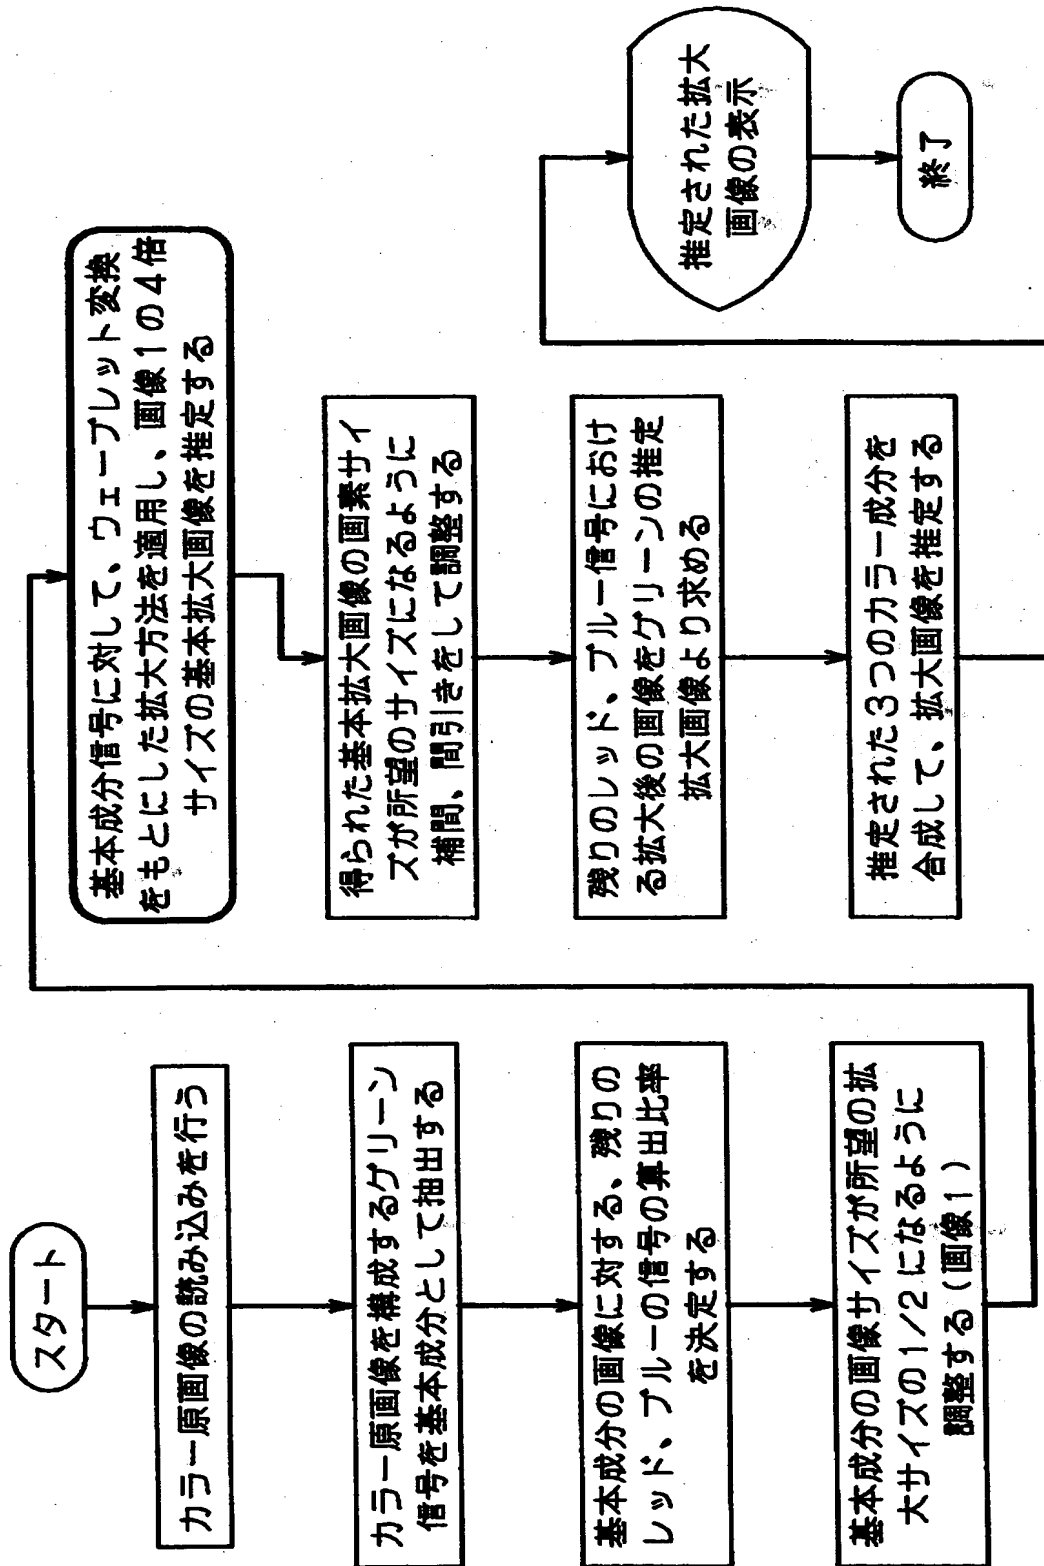 スタート
カラー原画像の読み込みを行う
カラー原画像を構成するグリーン
信号を基本成分として抽出する
基本成分の画像に対する、残りの
レッド、ブルーの信号の算出比率
を決定する
基本成分の画像サイズが所望の拡
大サイズの1/2になるように
調整する(画像1)
基本成分信号に対して、ウェーブレット変換
をもとにした拡大方法を適用し、画像1の4倍
サイズの基本拡大画像を推定する
得られた基本拡大画像の画素サイ
ズが所望のサイズになるように
補間、間引きをして調整する
残りのレッド、ブルー信号におけ
る拡大後の画像をグリーンの推定
拡大画像より求める
推定された3つのカラー成分を
合成して、拡大画像を推定する
推定された拡大
画像の表示
終了